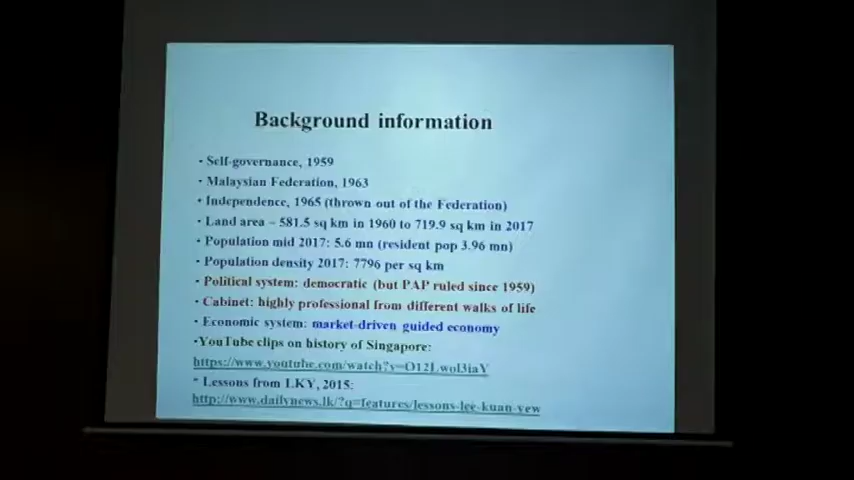 Background information
• Self-governance, 1959
• Malaysian Federation, 1963
• Independence, 1965 (thrown out of the Federation)
• Land area – 581.5 sq km in 1960 to 719.9 sq km in 2017
• Population mid 2017: 5.6 mn (resident pop 3.96 mn)
• Population density 2017: 7796 per sq km
• Political system: democratic (but PAP ruled since 1959)
• Cabinet: highly professional from different walks of life
• Economic system: market-driven guided economy
•YouTube clips on history of Singapore:
https://www.youtube.com/watch?v=O12Lwol3iaY
* Lessons from LKY, 2015:
http://www.dailynews.lk/?q=features/lessons-lee-kuan-yew